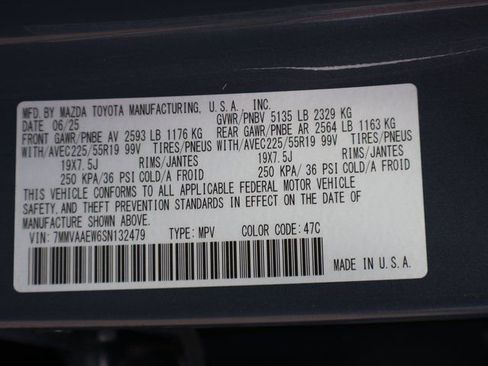 MFD. BY MAZDA TOYOTA MANUFACTURING, U.S.A., INC.
DATE 06/25 GVWR/PNBV 5135 LB 2329 KG
FRONT GAWR/PNBE AV 2593 LB 1176 KG REAR GAWR/PNBE AR 2564 LB 1163 KG
WITH/AVEC225/55R19 99V TIRES/PNEUS WITH/AVEC225/55R19 99V TIRES/PNEUS
19X7.5J RIMS/JANTES 19X7.5J RIMS/JANTES
250 KPA/36 PSI COLD/A FROID 250 KPA/ 36 PSI COLD/A FROID
THIS VEHICLE CONFORMS TO ALL APPLICABLE FEDERAL MOTOR VEHICLE
SAFETY, AND THEFT PREVENTION STANDARDS IN EFFECT ON THE DATE OF
MANUFACTURE SHOWN ABOVE.
VIN: 7MMVAAEW6SN132479 TYPE: MPV COLOR CODE: 47C
MADE IN U.S.A.